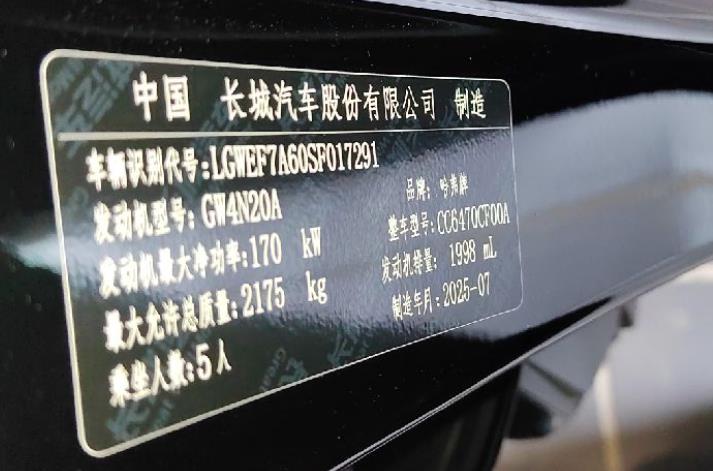 中国 长城汽车股份有限公司 制造
车辆识别代号:LGWEF7A60SF017291
品牌:哈弗牌
发动机型号:GW4N20A
整车型号:CC6470CF00A
发动机最大净功率:170 kW
发动机排量:1998 mL
最大允许总质量:2175 kg
制造年月:2025-07
乘坐人数:5人